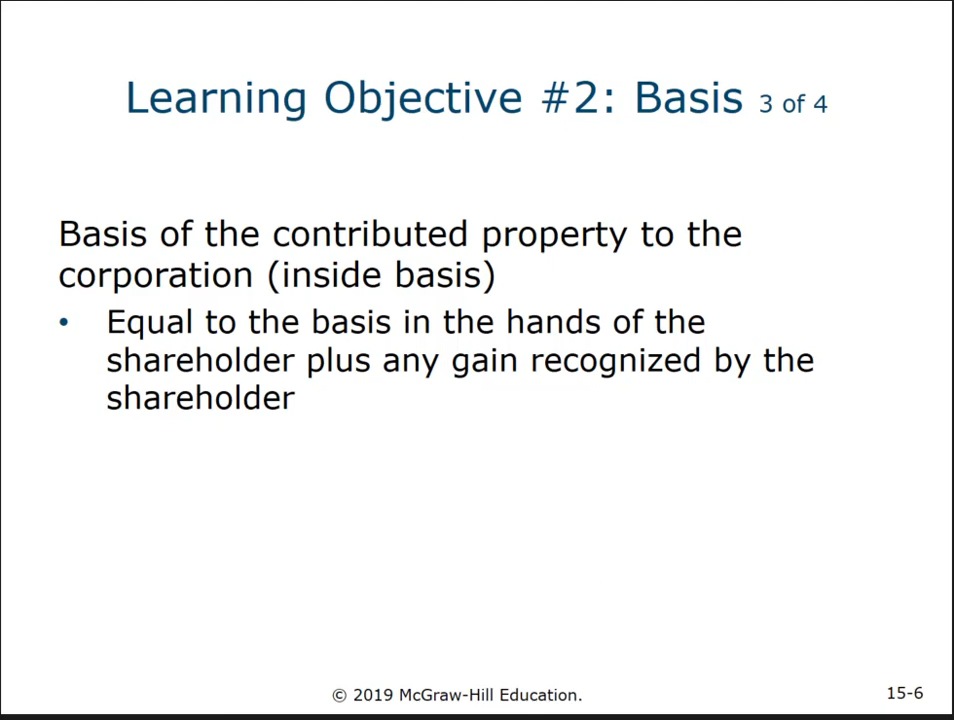 Learning Objective #2: Basis 3 of 4
Basis of the contributed property to the
corporation (inside basis)
• Equal to the basis in the hands of the
shareholder plus any gain recognized by the
shareholder
© 2019 McGraw-Hill Education.
15-6